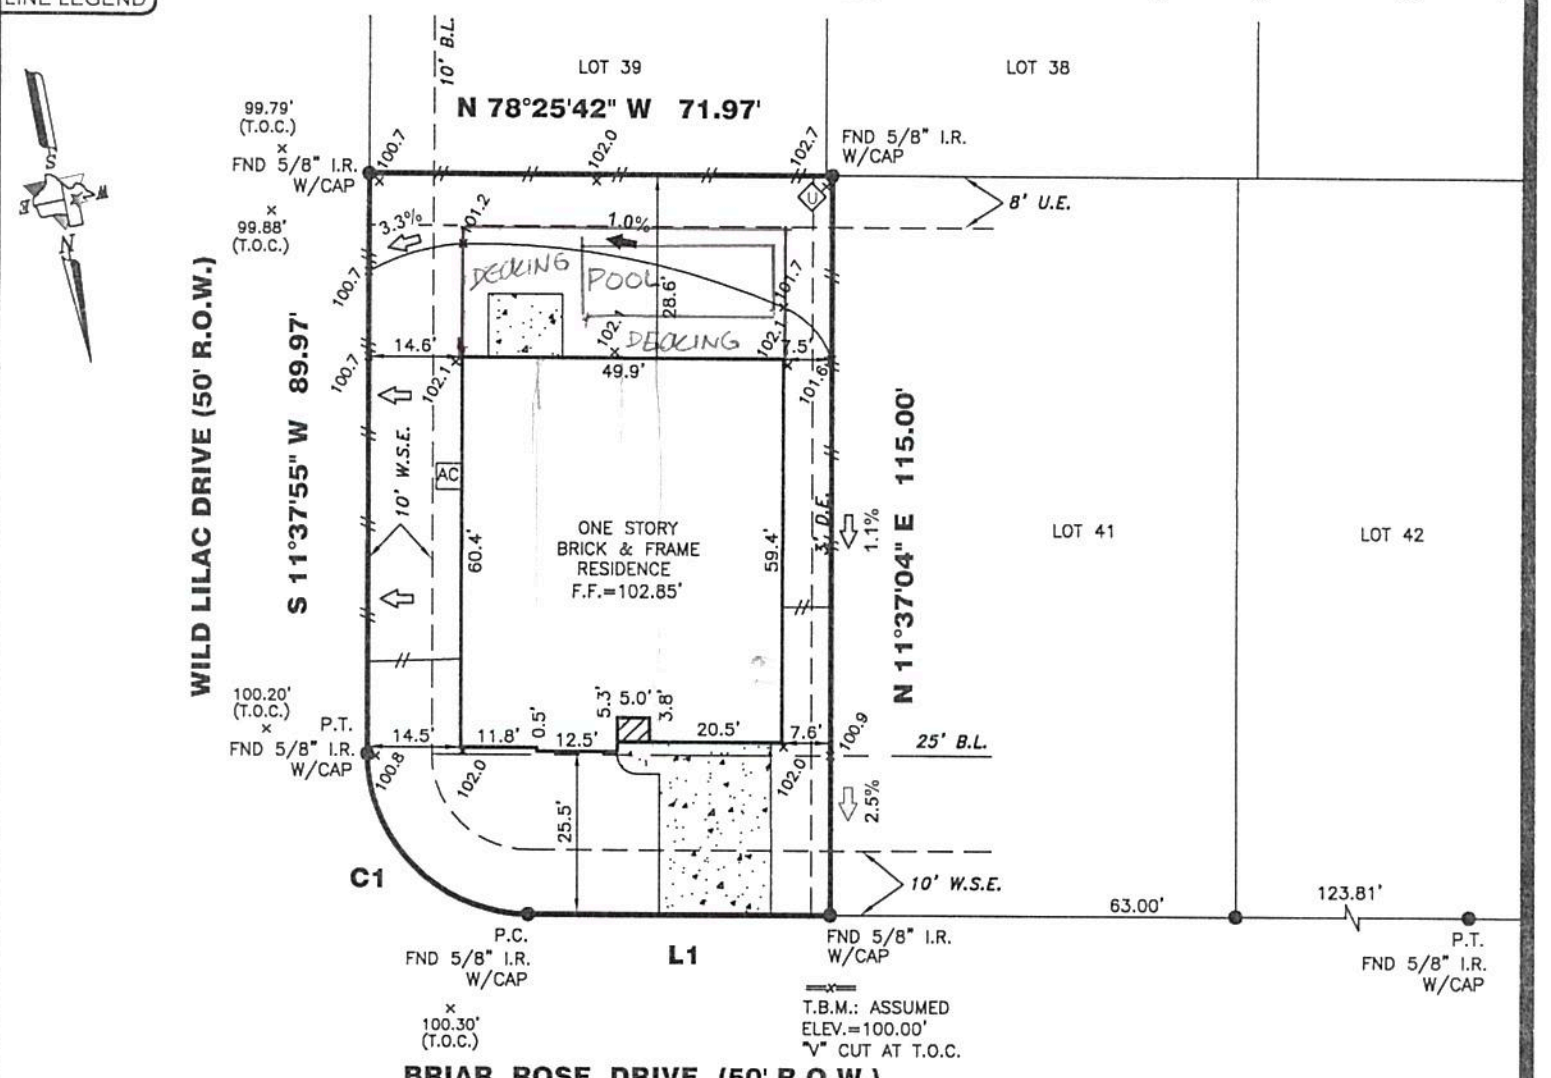 LINE LEGEND
10' B.L.
LOT 39
LOT 38
N 78°25'42" W 71.97'
99.79'
(T.O.C.)
x
FND 5/8" I.R.
W/CAP
100.7
102.0
102.7
FND 5/8" I.R.
W/CAP
S
E
W
N
x
99.88'
(T.O.C.)
3.3%
101.2
1.0%
U
8' U.E.
100.7
DECKING
POOL
28.6'
101.7
102.1
DECKING
102.1
7.5'
14.6'
100.7
102.1
49.9'
101.6
WILD LILAC DRIVE (50' R.O.W.)
S 11°37'55" W 89.97'
10' W.S.E.
AC
60.4'
ONE STORY
BRICK & FRAME
RESIDENCE
F.F.=102.85'
59.4'
3' D.E.
1.1%
N 11°37'04" E 115.00'
LOT 41
LOT 42
100.20'
(T.O.C.)
x
P.T.
FND 5/8" I.R.
W/CAP
14.5'
11.8'
0.5'
12.5'
5.3'
5.0'
3.8'
20.5'
7.6'
100.9
25' B.L.
100.8
102.0
102.0
25.5'
2.5%
C1
10' W.S.E.
63.00'
123.81'
P.C.
FND 5/8" I.R.
W/CAP
L1
FND 5/8" I.R.
W/CAP
P.T.
FND 5/8" I.R.
W/CAP
x
100.30'
(T.O.C.)
T.B.M.: ASSUMED
ELEV.=100.00'
"V" CUT AT T.O.C.
BRIAR ROSE DRIVE (50' R.O.W.)